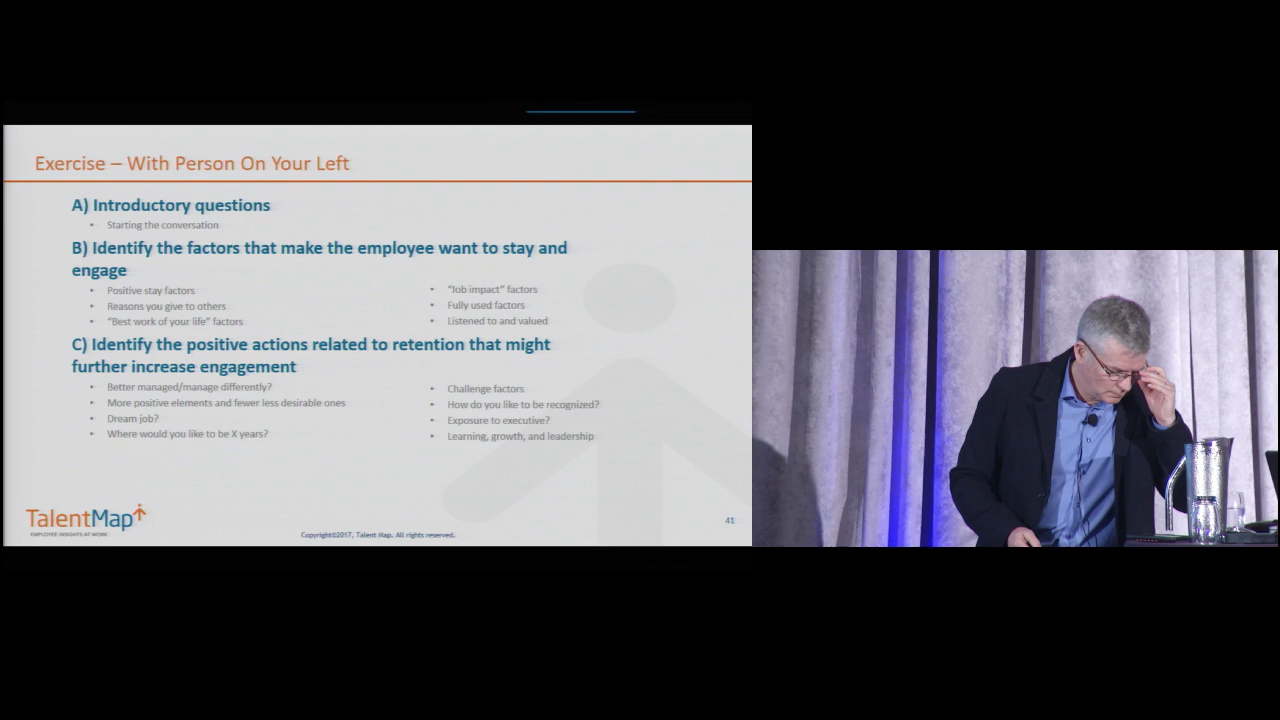 Exercise – With Person On Your Left
A) Introductory questions
• Starting the conversation
B) Identify the factors that make the employee want to stay and
engage
• Positive stay factors
• Reasons you give to others
• "Best work of your life" factors
• "Job impact" factors
• Fully used factors
• Listened to and valued
C) Identify the positive actions related to retention that might
further increase engagement
• Better managed/manage differently?
• More positive elements and fewer less desirable ones
• Dream job?
• Where would you like to be X years?
• Challenge factors
• How do you like to be recognized?
• Exposure to executive?
• Learning, growth, and leadership
TalentMap
EMPLOYEE INSIGHTS AT WORK
Copyright©2017, Talent Map. All rights reserved.
41